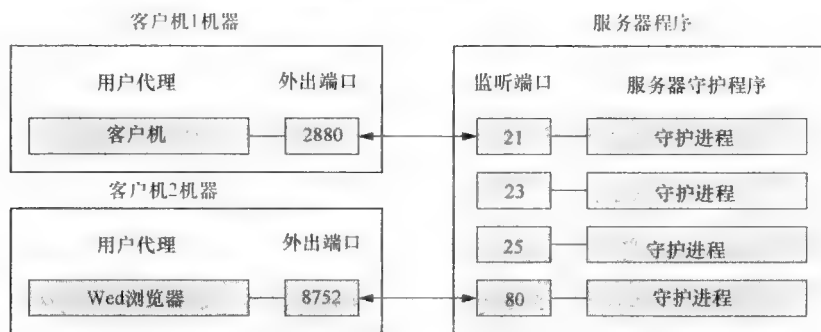 客户机1机器
用户代理 外出端口
客户机 2880
客户机2机器
用户代理 外出端口
Wed浏览器 8752
服务器程序
监听端口 服务器守护程序
21 守护进程
23 守护进程
25 守护进程
80 守护进程